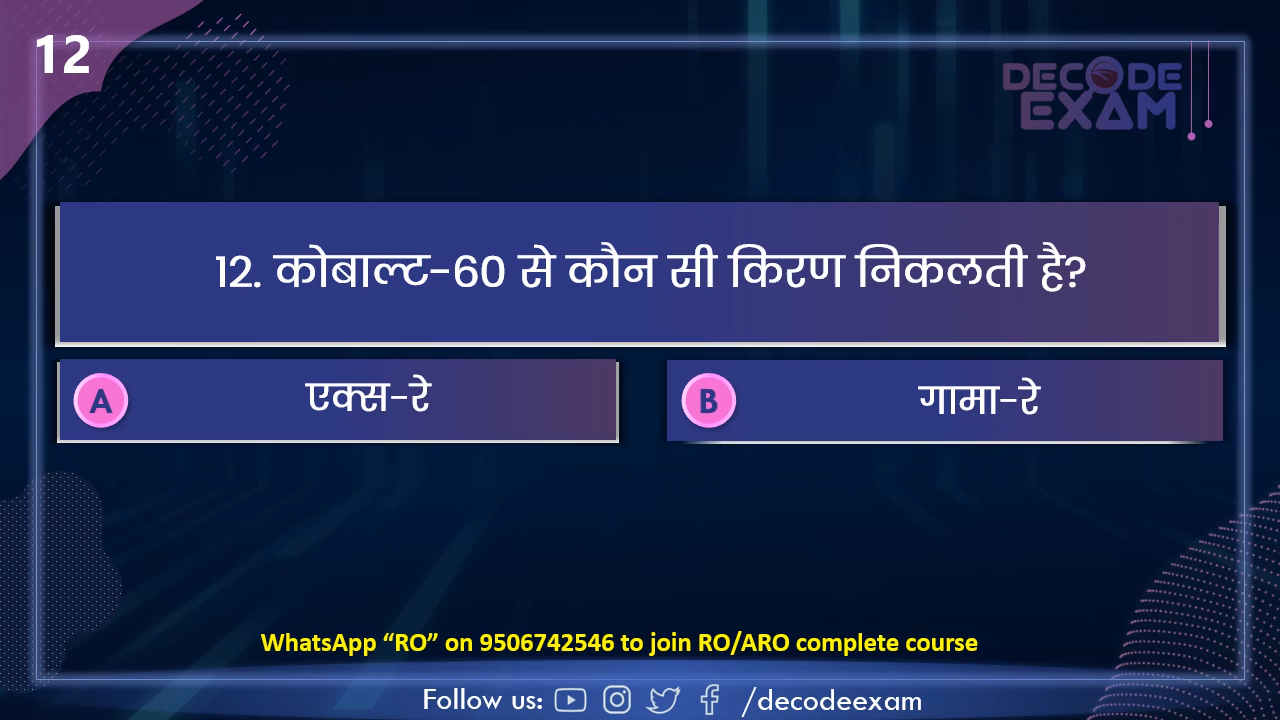 12
DECODE
EXAM
12. कोबाल्ट-60 से कौन सी किरण निकलती है?
A एक्स-रे
B गामा-रे
WhatsApp “RO” on 9506742546 to join RO/ARO complete course
Follow us: /decodeexam